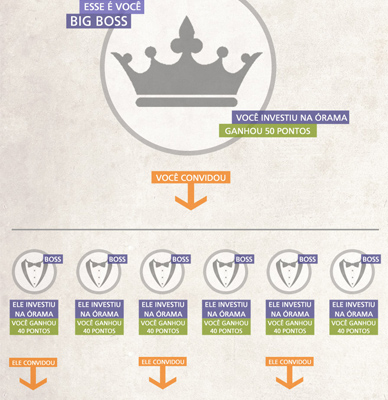 ESSE É VOCÊ
BIG BOSS
VOCÊ INVESTIU NA ÓRAMA
GANHOU 50 PONTOS
VOCÊ CONVIDOU
BOSS BOSS BOSS BOSS BOSS BOSS
ELE INVESTIU ELE INVESTIU ELE INVESTIU ELE INVESTIU ELE INVESTIU ELE INVESTIU
NA ÓRAMA NA ÓRAMA NA ÓRAMA NA ÓRAMA NA ÓRAMA NA ÓRAMA
VOCÊ GANHOU VOCÊ GANHOU VOCÊ GANHOU VOCÊ GANHOU VOCÊ GANHOU VOCÊ GANHOU
40 PONTOS 40 PONTOS 40 PONTOS 40 PONTOS 40 PONTOS 40 PONTOS
ELE CONVIDOU ELE CONVIDOU ELE CONVIDOU